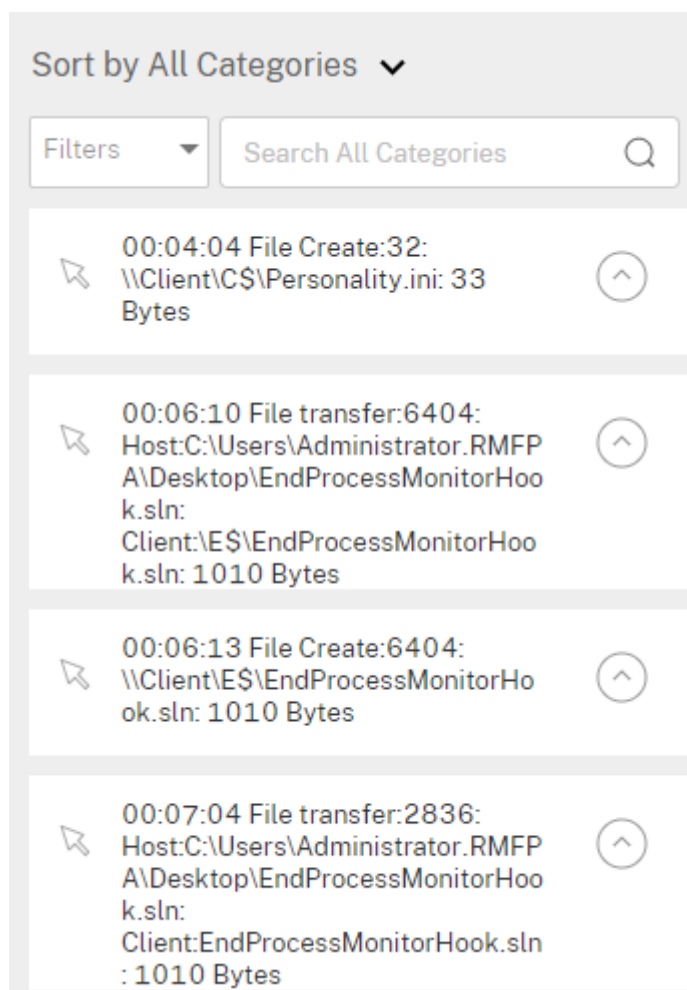 Sort by All Categories
Filters
Search All Categories
00:04:04 File Create:32:
\\Client\C$\Personality.ini: 33
Bytes
00:06:10 File transfer:6404:
Host:C:\Users\Administrator.RMFP
A\Desktop\EndProcessMonitorHoo
k.sln:
Client:\E$\EndProcessMonitorHoo
k.sln: 1010 Bytes
00:06:13 File Create:6404:
\\Client\E$\EndProcessMonitorHo
ok.sln: 1010 Bytes
00:07:04 File transfer:2836:
Host:C:\Users\Administrator.RMFP
A\Desktop\EndProcessMonitorHoo
k.sln:
Client:EndProcessMonitorHook.sln
: 1010 Bytes